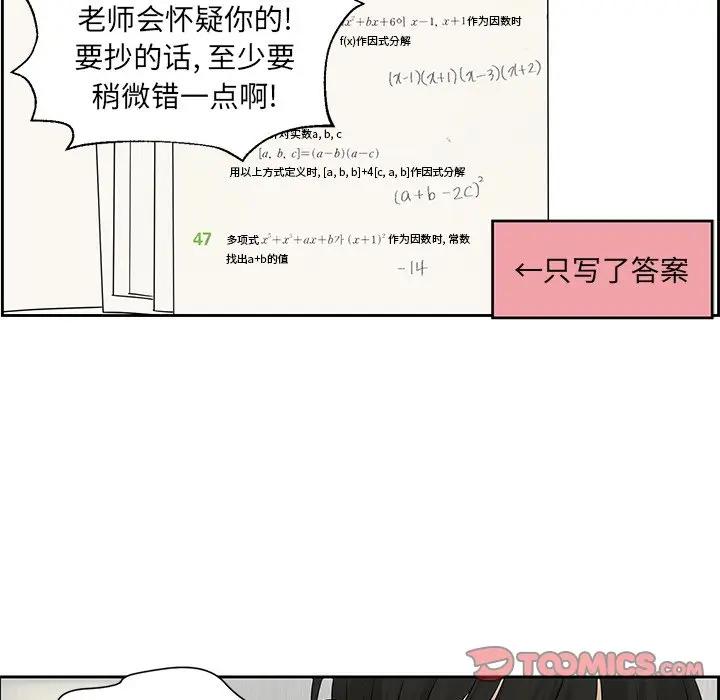 老师会怀疑你的!
要抄的话, 至少要
稍微错一点啊!
x²+bx+6이 x-1, x+1作为因数时
f(x)作因式分解
(x-1)(x+1)(x-3)(x+2)
对实数a, b, c
[a, b, c]=(a-b)(a-c)
用以上方式定义时, [a, b, b]+4[c, a, b]作因式分解
(a+b-2c)²
47 多项式 x⁵+x³+ax+b가 (x+1)² 作为因数时, 常数
找出a+b的值
-14
←只写了答案
TOOMICS.COM